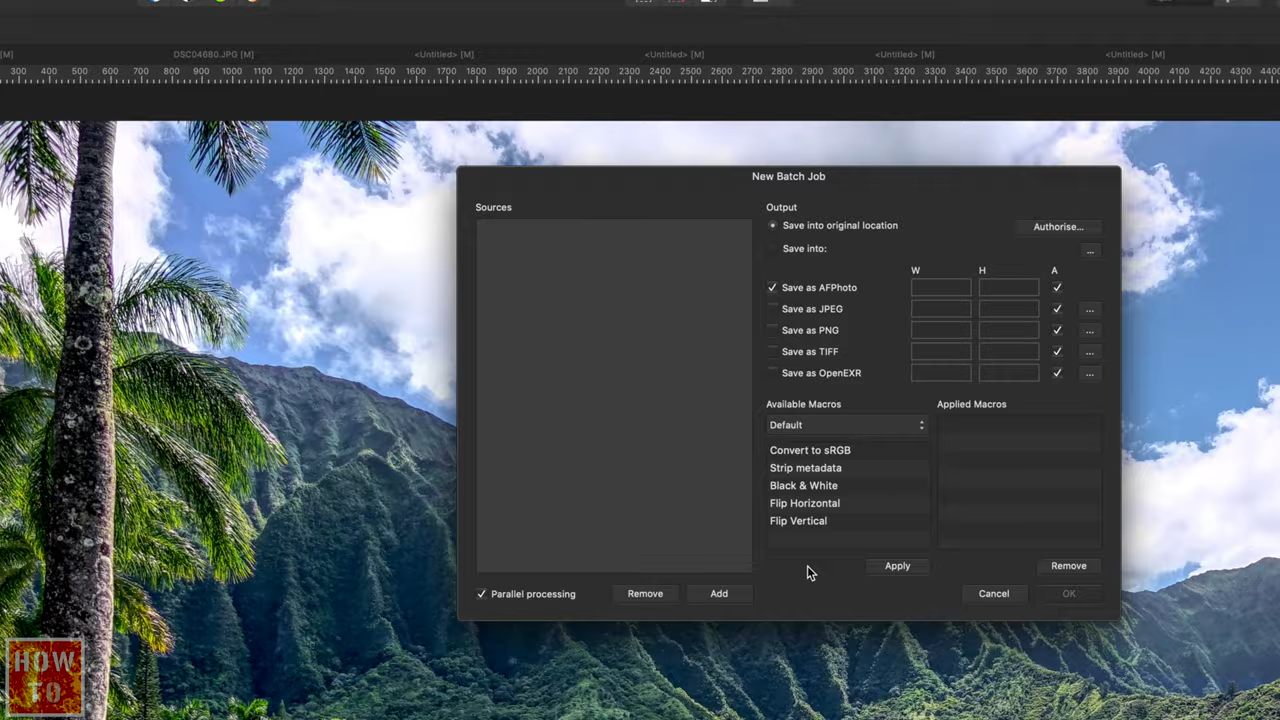 [M]
DSC04680.JPG [M]
<Untitled> [M]
<Untitled> [M]
<Untitled> [M]
<Untitled> [M]
300 400 500 600 700 800 900 1000 1100 1200 1300 1400 1500 1600 1700 1800 1900 2000 2100 2200 2300 2400 2500 2600 2700 2800 2900 3000 3100 3200 3300 3400 3500 3600 3700 3800 3900 4000 4100 4200 4300
New Batch Job
Sources
Output
Save into original location
Authorise...
Save into:
...
W H A
Save as AFPhoto
Save as JPEG ...
Save as PNG ...
Save as TIFF ...
Save as OpenEXR ...
Available Macros
Applied Macros
Default
Convert to sRGB
Strip metadata
Black & White
Flip Horizontal
Flip Vertical
Apply
Remove
Parallel processing
Remove
Add
Cancel
OK
HOW
TO